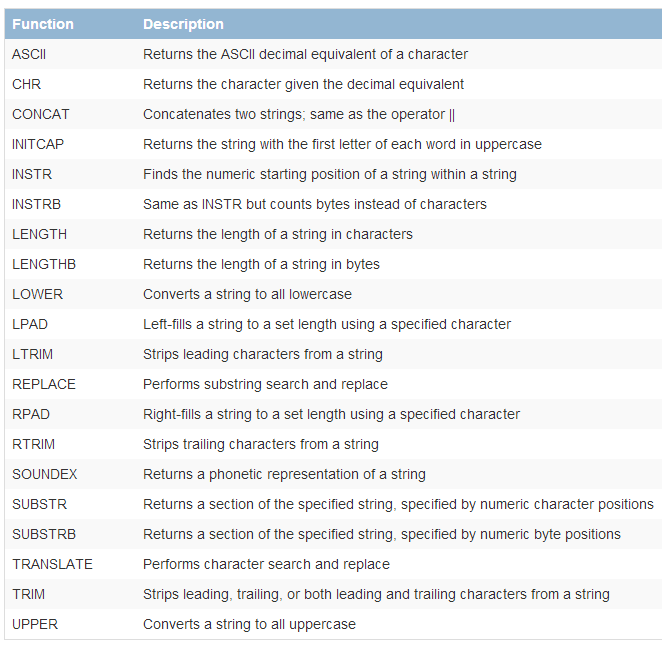 Function Description
ASCII Returns the ASCII decimal equivalent of a character
CHR Returns the character given the decimal equivalent
CONCAT Concatenates two strings; same as the operator ||
INITCAP Returns the string with the first letter of each word in uppercase
INSTR Finds the numeric starting position of a string within a string
INSTRB Same as INSTR but counts bytes instead of characters
LENGTH Returns the length of a string in characters
LENGTHB Returns the length of a string in bytes
LOWER Converts a string to all lowercase
LPAD Left-fills a string to a set length using a specified character
LTRIM Strips leading characters from a string
REPLACE Performs substring search and replace
RPAD Right-fills a string to a set length using a specified character
RTRIM Strips trailing characters from a string
SOUNDEX Returns a phonetic representation of a string
SUBSTR Returns a section of the specified string, specified by numeric character positions
SUBSTRB Returns a section of the specified string, specified by numeric byte positions
TRANSLATE Performs character search and replace
TRIM Strips leading, trailing, or both leading and trailing characters from a string
UPPER Converts a string to all uppercase